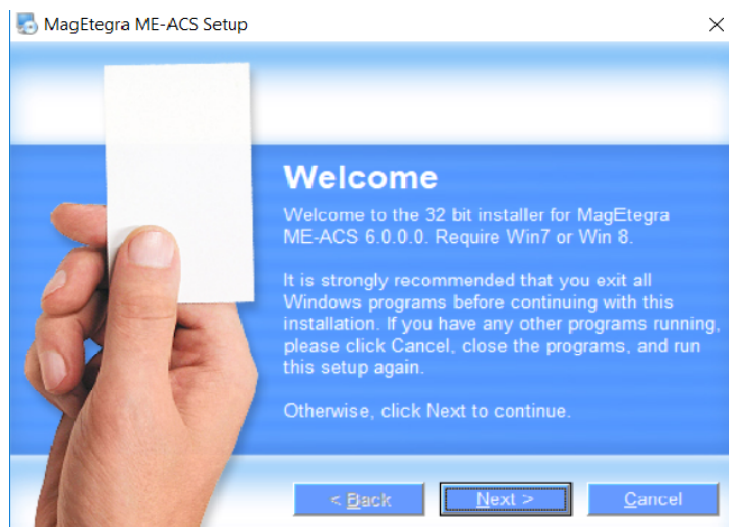 MagEtegra ME-ACS Setup
Welcome
Welcome to the 32 bit installer for MagEtegra
ME-ACS 6.0.0.0. Require Win7 or Win 8.
It is strongly recommended that you exit all
Windows programs before continuing with this
installation. If you have any other programs running,
please click Cancel, close the programs, and run
this setup again.
Otherwise, click Next to continue.
< Back Next > Cancel